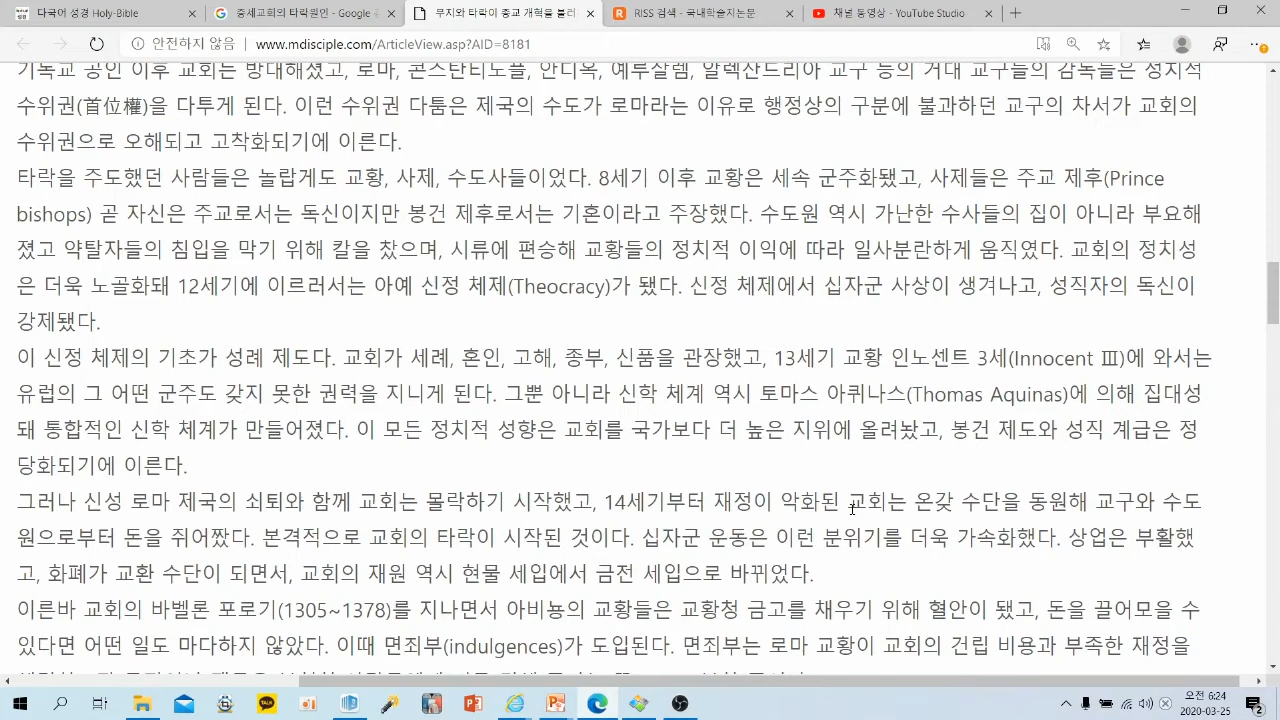 다국어 성경 Holy Bible
중세교회의 타락원인 - Google 
무지와 타락이 종교 개혁을 불러
RISS 검색 - 국내학술지논문
채널 동영상 - YouTube Studio
안전하지 않음 www.mdisciple.com/ArticleView.asp?AID=8181
기독교 공인 이후 교회는 방대해졌고, 로마, 콘스탄티노플, 안디옥, 예루살렘, 알렉산드리아 교구 등의 거대 교구들의 감독들은 정치적
수위권(首位權)을 다투게 된다. 이런 수위권 다툼은 제국의 수도가 로마라는 이유로 행정상의 구분에 불과하던 교구의 차서가 교회의
수위권으로 오해되고 고착화되기에 이른다.
타락을 주도했던 사람들은 놀랍게도 교황, 사제, 수도사들이었다. 8세기 이후 교황은 세속 군주화됐고, 사제들은 주교 제후(Prince
bishops) 곧 자신은 주교로서는 독신이지만 봉건 제후로서는 기혼이라고 주장했다. 수도원 역시 가난한 수사들의 집이 아니라 부요해
졌고 약탈자들의 침입을 막기 위해 칼을 찼으며, 시류에 편승해 교황들의 정치적 이익에 따라 일사분란하게 움직였다. 교회의 정치성
은 더욱 노골화돼 12세기에 이르러서는 아예 신정 체제(Theocracy)가 됐다. 신정 체제에서 십자군 사상이 생겨나고, 성직자의 독신이
강제됐다.
이 신정 체제의 기초가 성례 제도다. 교회가 세례, 혼인, 고해, 종부, 신품을 관장했고, 13세기 교황 인노센트 3세(Innocent Ⅲ)에 와서는
유럽의 그 어떤 군주도 갖지 못한 권력을 지니게 된다. 그뿐 아니라 신학 체계 역시 토마스 아퀴나스(Thomas Aquinas)에 의해 집대성
돼 통합적인 신학 체계가 만들어졌다. 이 모든 정치적 성향은 교회를 국가보다 더 높은 지위에 올려놨고, 봉건 제도와 성직 계급은 정
당화되기에 이른다.
그러나 신성 로마 제국의 쇠퇴와 함께 교회는 몰락하기 시작했고, 14세기부터 재정이 악화된 교회는 온갖 수단을 동원해 교구와 수도
원으로부터 돈을 쥐어짰다. 본격적으로 교회의 타락이 시작된 것이다. 십자군 운동은 이런 분위기를 더욱 가속화했다. 상업은 부활했
고, 화폐가 교환 수단이 되면서, 교회의 재원 역시 현물 세입에서 금전 세입으로 바뀌었다.
이른바 교회의 바벨론 포로기(1305~1378)를 지나면서 아비뇽의 교황들은 교황청 금고를 채우기 위해 혈안이 됐고, 돈을 끌어모을 수
있다면 어떤 일도 마다하지 않았다. 이때 면죄부(indulgences)가 도입된다. 면죄부는 로마 교황이 교회의 건립 비용과 부족한 재정을
오전 6:24
2020-03-25